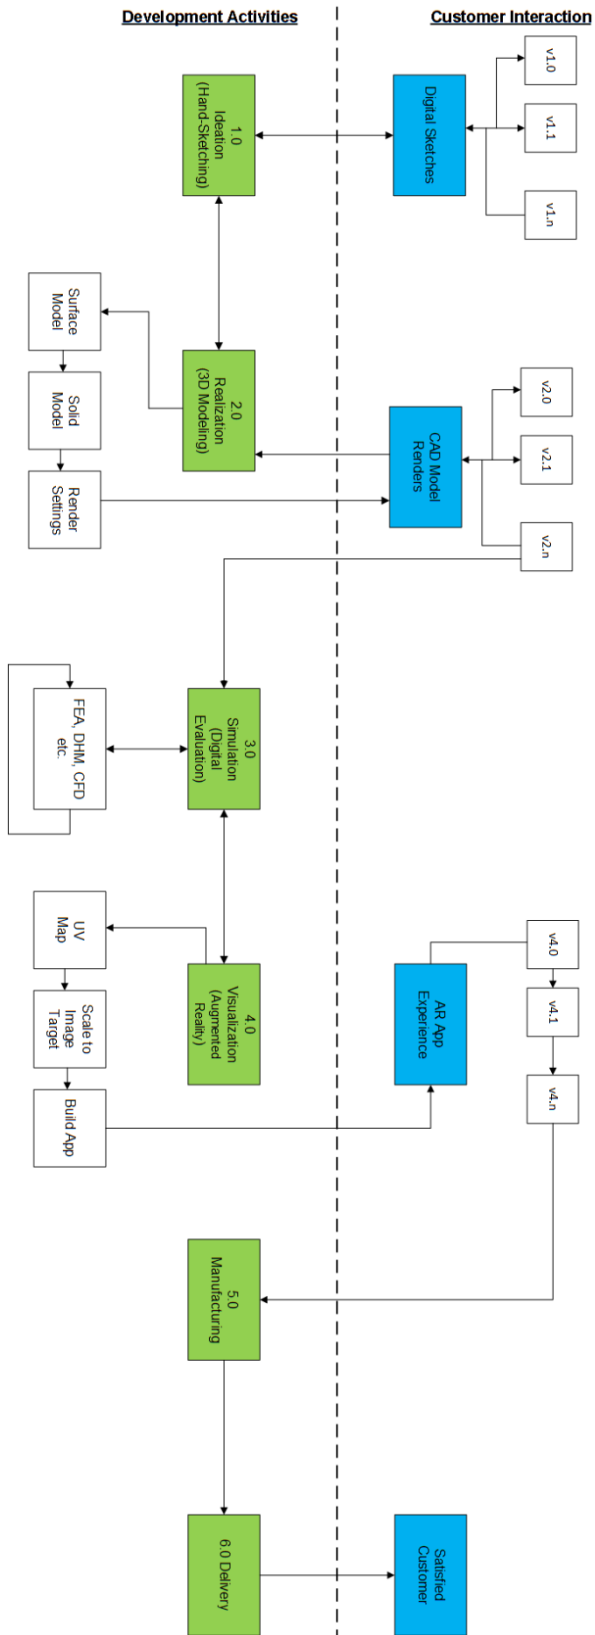 Development Activities
Customer Interaction
v1.0
v1.1
v1.n
Digital Sketches
1.0
Ideation
(Hand-Sketching)
Surface
Model
Solid
Model
Render
Settings
2.0
Realization
(3D Modeling)
CAD Model
Renders
v2.0
v2.1
v2.n
3.0
Simulation
(Digital
Evaluation)
FEA, DHM, CFD
etc.
UV
Map
Scale to
Image
Target
Build App
4.0
Visualization
(Augmented
Reality)
AR App
Experience
v4.0
v4.1
v4.n
5.0
Manufacturing
6.0 Delivery
Satisfied
Customer